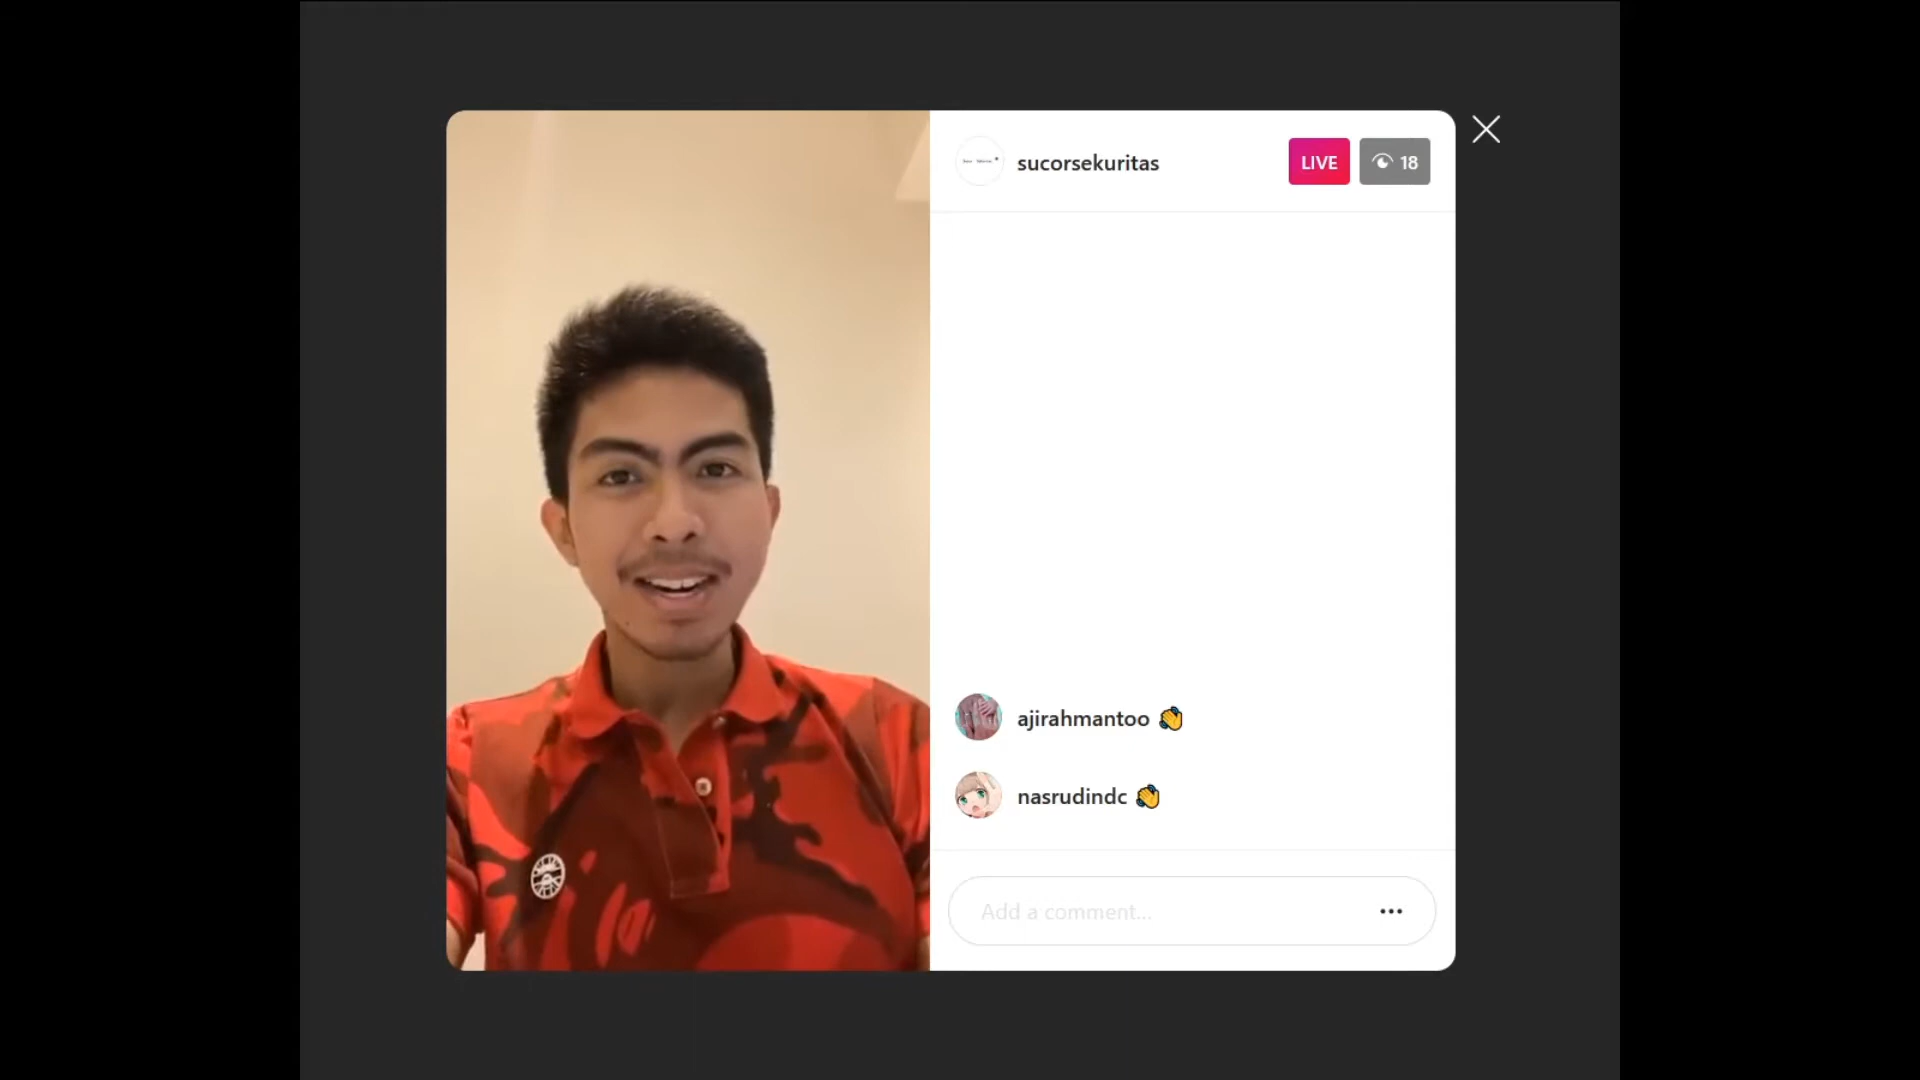 sucorsekuritas
LIVE
18
ajirahmantoo 👏
nasrudindc 👏
Add a comment...